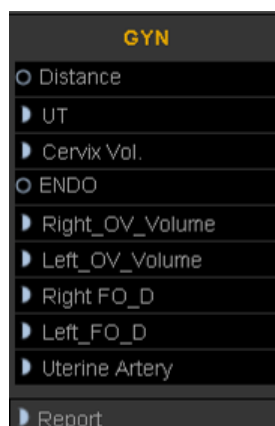 GYN
Distance
UT
Cervix Vol.
ENDO
Right_OV_Volume
Left_OV_Volume
Right FO_D
Left_FO_D
Uterine Artery
Report